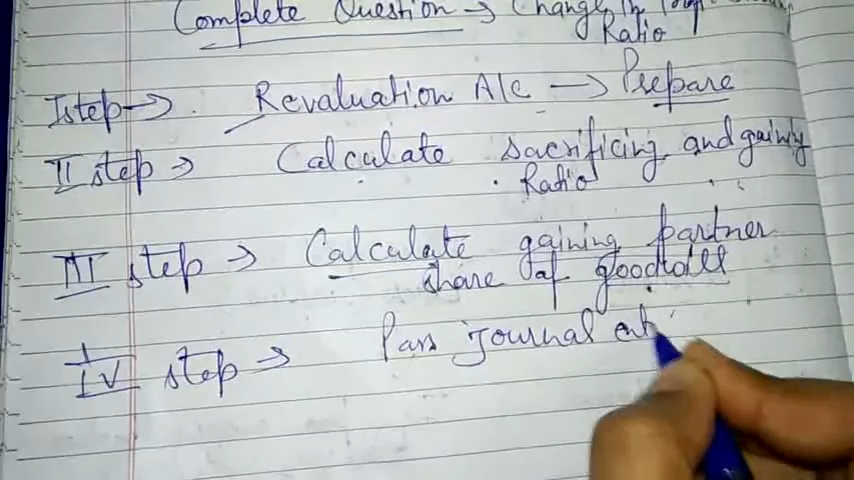 Complete Question → Change in
Ratio
I step → Revaluation A/c → Prepare
II step → Calculate sacrificing and gaining
Ratio
III step → Calculate gaining partner
share of goodwill
IV step → Pass Journal ent